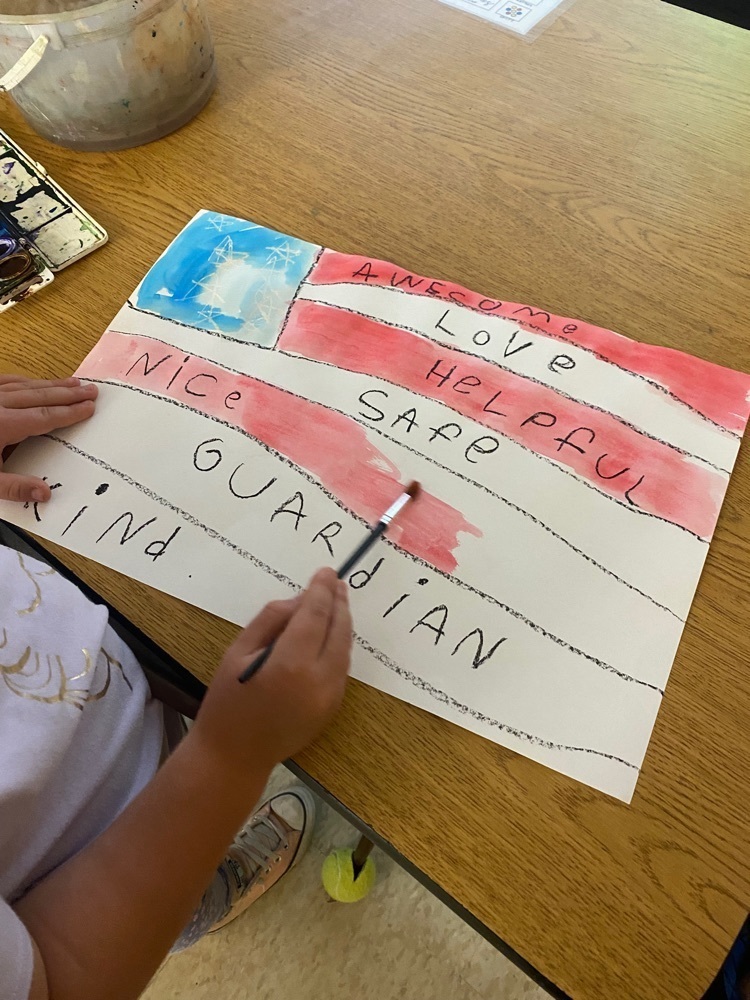 AWESOMe
LoVe
HeLpfUL
SAfe
NiCe
GUARdiAN
KiNd.